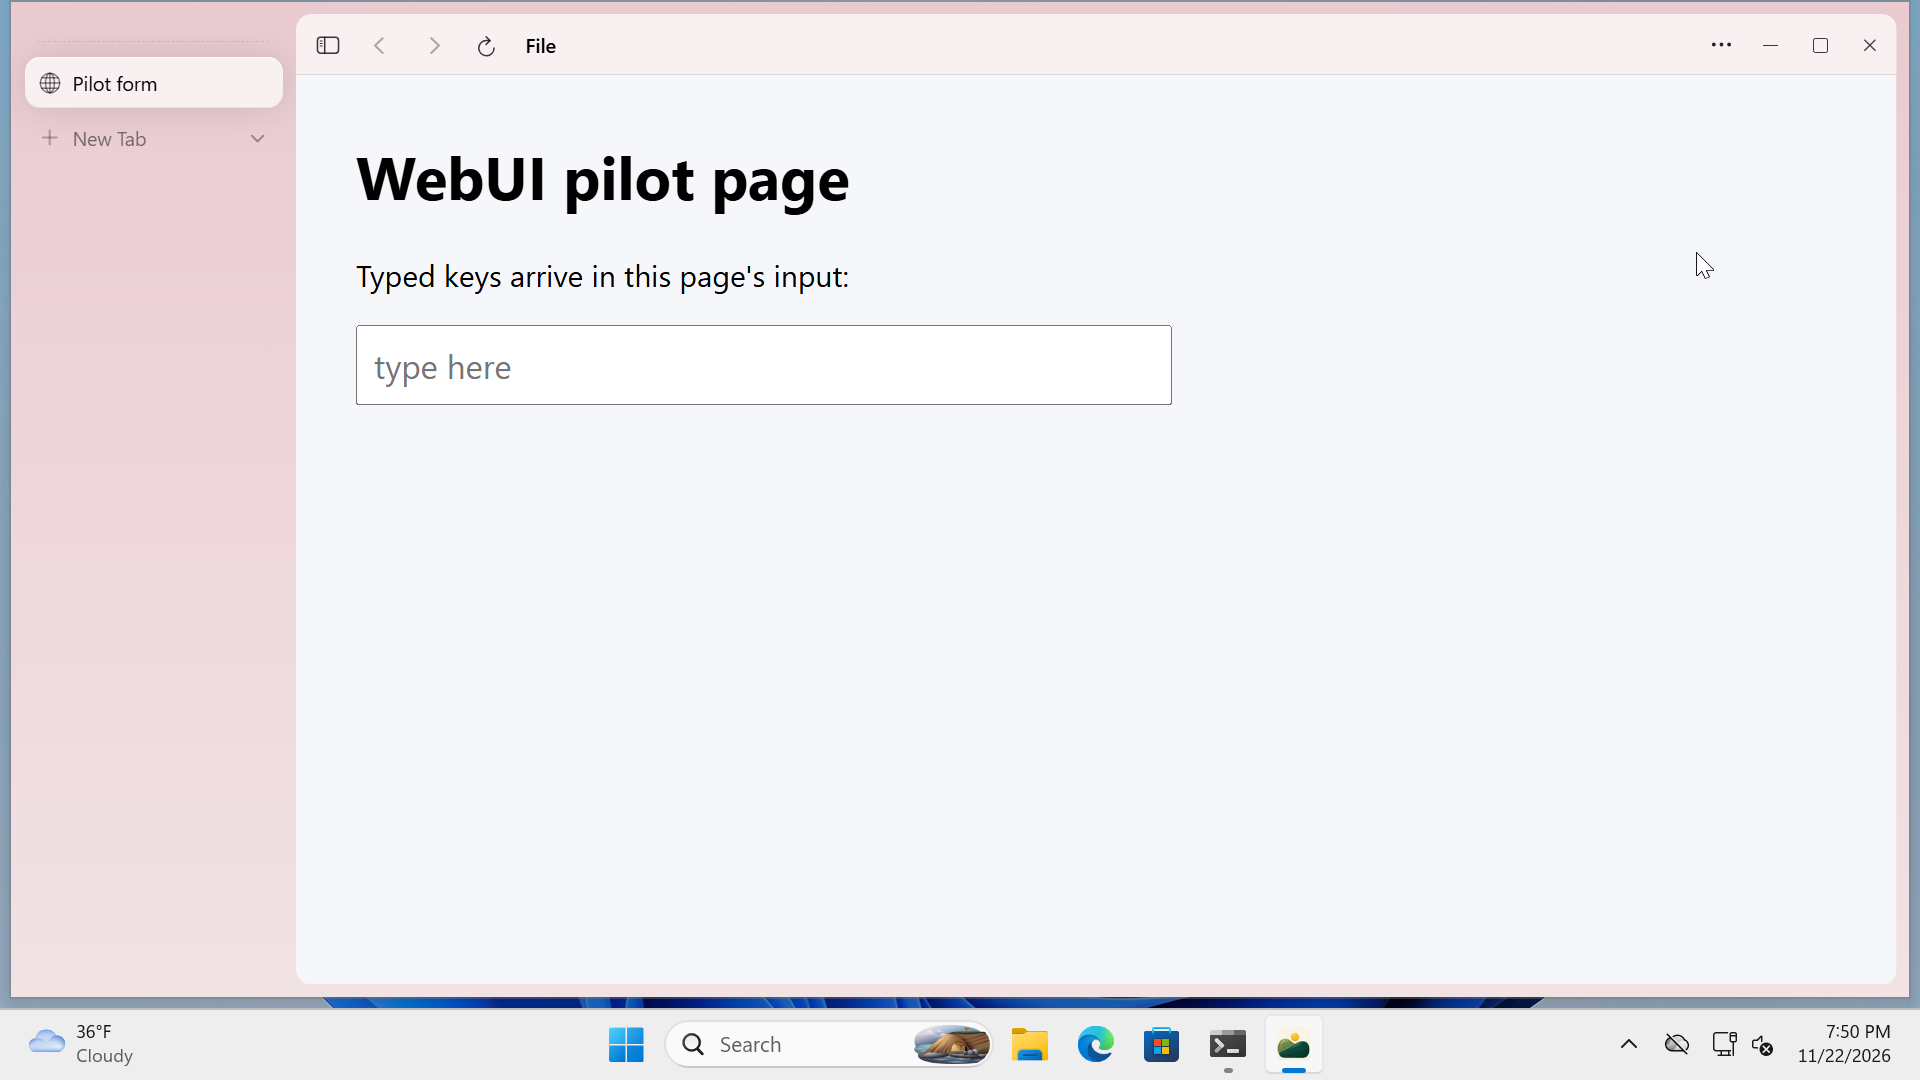 Pilot form
New Tab
File
WebUI pilot page
Typed keys arrive in this page's input:
type here
36°F
Cloudy
Search
7:50 PM
11/22/2026